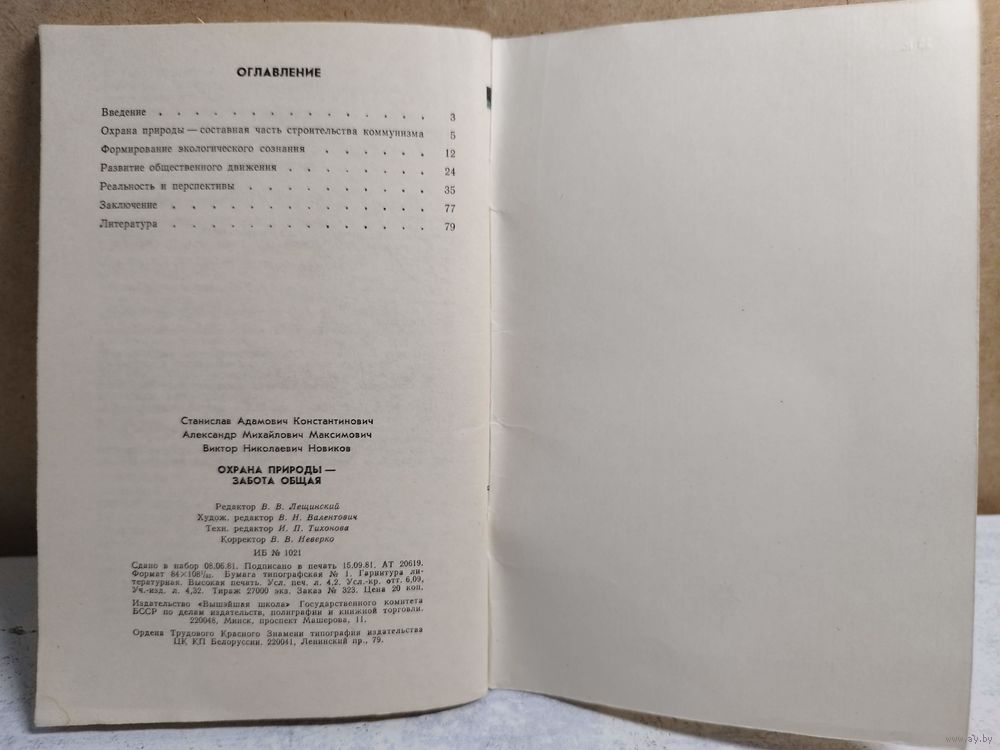 ОГЛАВЛЕНИЕ
Введение . . . . . . . . . . . . . . . 3
Охрана природы — составная часть строительства коммунизма 5
Формирование экологического сознания . . . . . . 12
Развитие общественного движения . . . . . . . . 24
Реальность и перспективы . . . . . . . . . . 35
Заключение . . . . . . . . . . . . . . 77
Литература . . . . . . . . . . . . . . 79
Станислав Адамович Константинович
Александр Михайлович Максимович
Виктор Николаевич Новиков
ОХРАНА ПРИРОДЫ —
ЗАБОТА ОБЩАЯ
Редактор В. В. Лещинский
Худож. редактор В. Н. Валентович
Техн. редактор И. П. Тихонова
Корректор В. В. Неверко
ИБ № 1021
Сдано в набор 08.06.81. Подписано в печать 15.09.81. АТ 20619.
Формат 84×108¹/₃₂. Бумага типографская № 1. Гарнитура ли-
тературная. Высокая печать. Усл. печ. л. 4,2. Усл.-кр. отт. 6,09.
Уч.-изд. л. 4,32. Тираж 27000 экз. Заказ № 323. Цена 20 коп.
Издательство «Вышэйшая школа» Государственного комитета
БССР по делам издательств, полиграфии и книжной торговли.
220048, Минск, проспект Машерова, 11.
Ордена Трудового Красного Знамени типография издательства
ЦК КП Белоруссии. 220041, Ленинский пр., 79.
www.ay.by